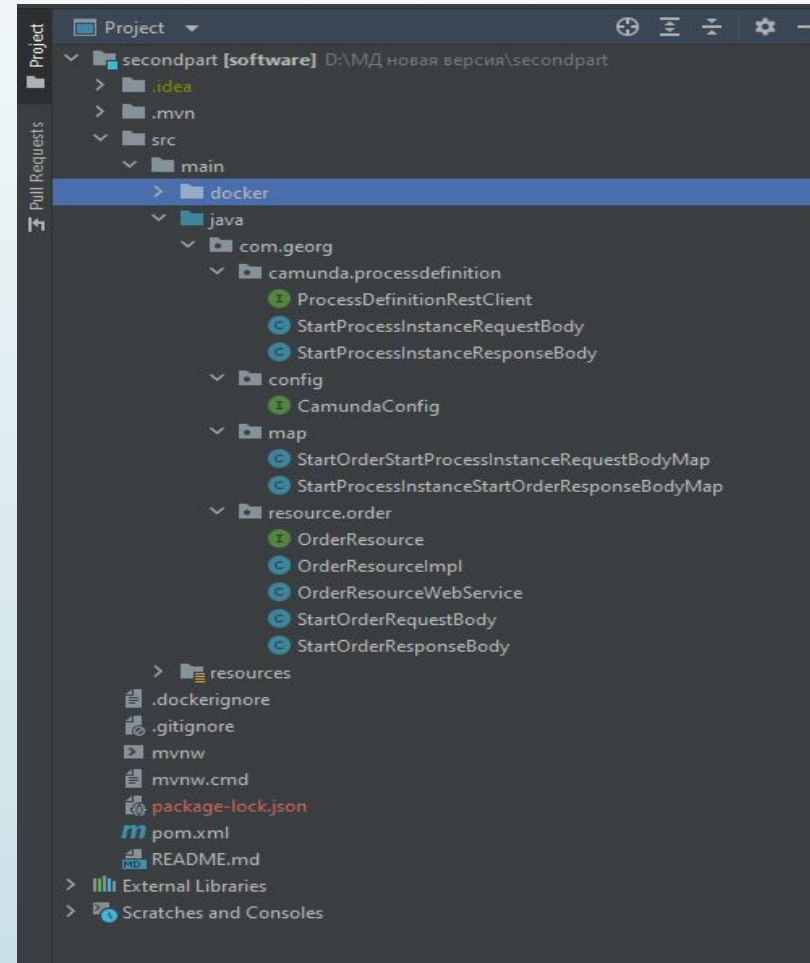 Project
Project
Pull Requests
secondpart [software] D:\МД новая версия\secondpart
.idea
.mvn
src
main
docker
java
com.georg
camunda.processdefinition
I ProcessDefinitionRestClient
C StartProcessInstanceRequestBody
C StartProcessInstanceResponseBody
config
I CamundaConfig
map
C StartOrderStartProcessInstanceRequestBodyMap
C StartProcessInstanceStartOrderResponseBodyMap
resource.order
I OrderResource
C OrderResourceImpl
C OrderResourceWebService
C StartOrderRequestBody
C StartOrderResponseBody
resources
.dockerignore
.gitignore
mvnw
mvnw.cmd
package-lock.json
m pom.xml
MD README.md
External Libraries
Scratches and Consoles